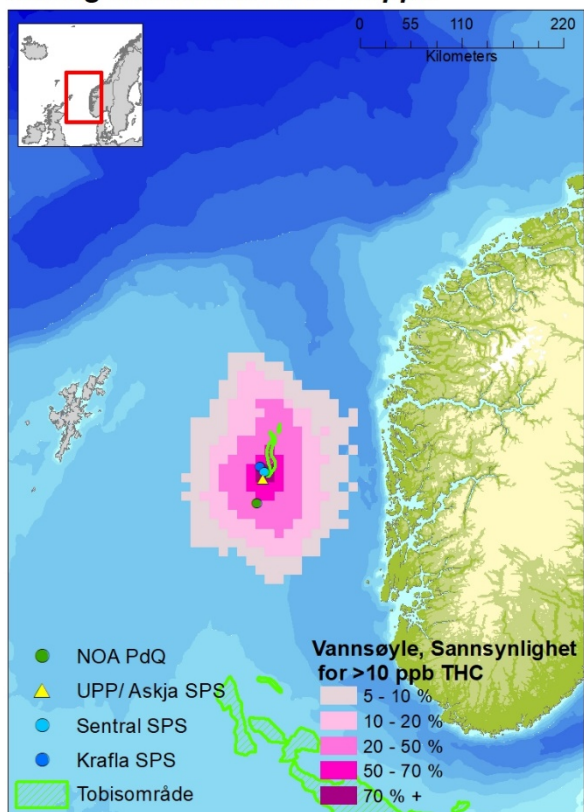 0 55 110 220
Kilometers
NOA PdQ
UPP/ Askja SPS
Sentral SPS
Krafla SPS
Tobisområde
Vannsøyle, Sannsynlighet
for >10 ppb THC
5 - 10 %
10 - 20 %
20 - 50 %
50 - 70 %
70 % +